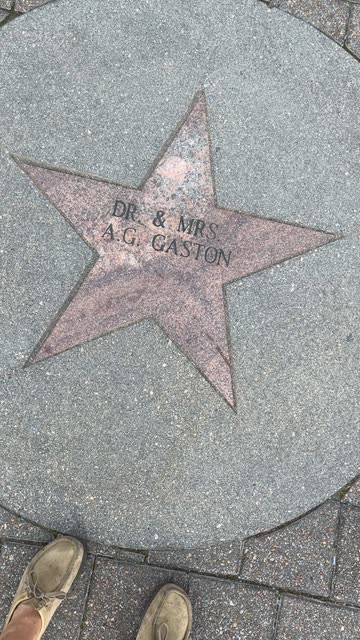 DR. & MRS.
A.G. GASTON